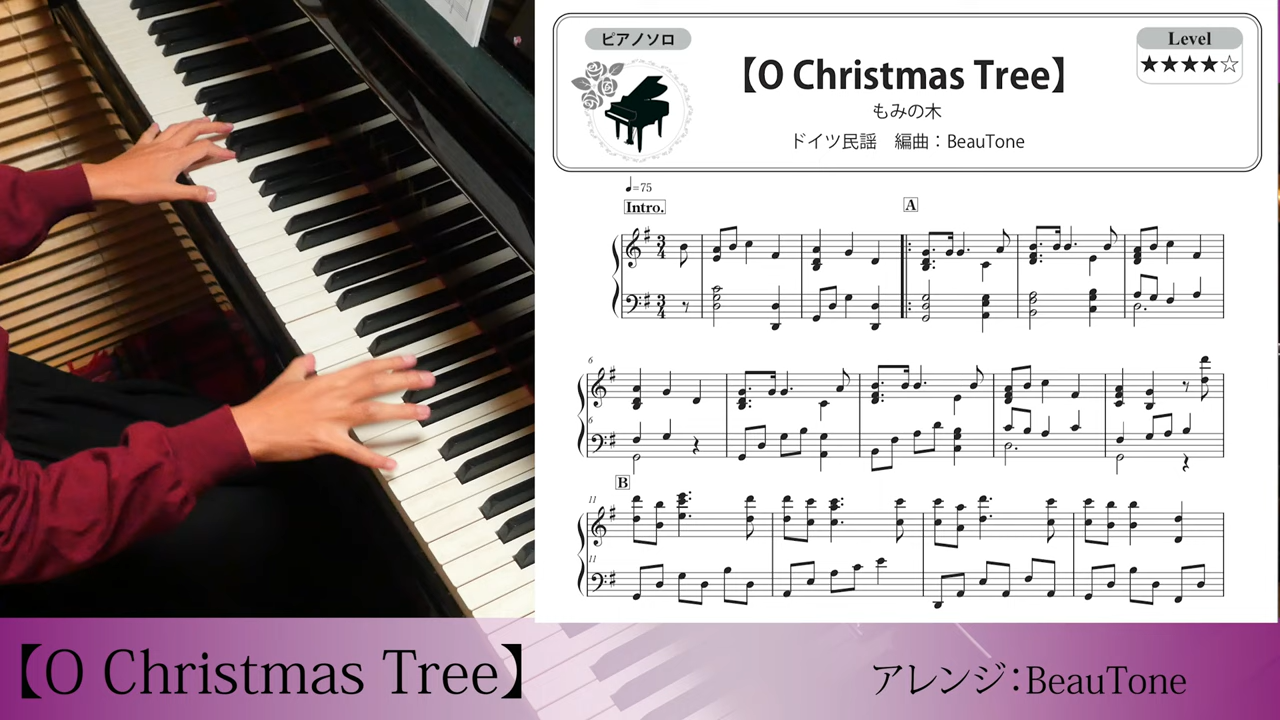 ピアノソロ
【O Christmas Tree】
もみの木
ドイツ民謡　編曲：BeauTone
Level
★★★★☆
♩=75
Intro.
A
6
6
B
11
11
【O Christmas Tree】
アレンジ：BeauTone